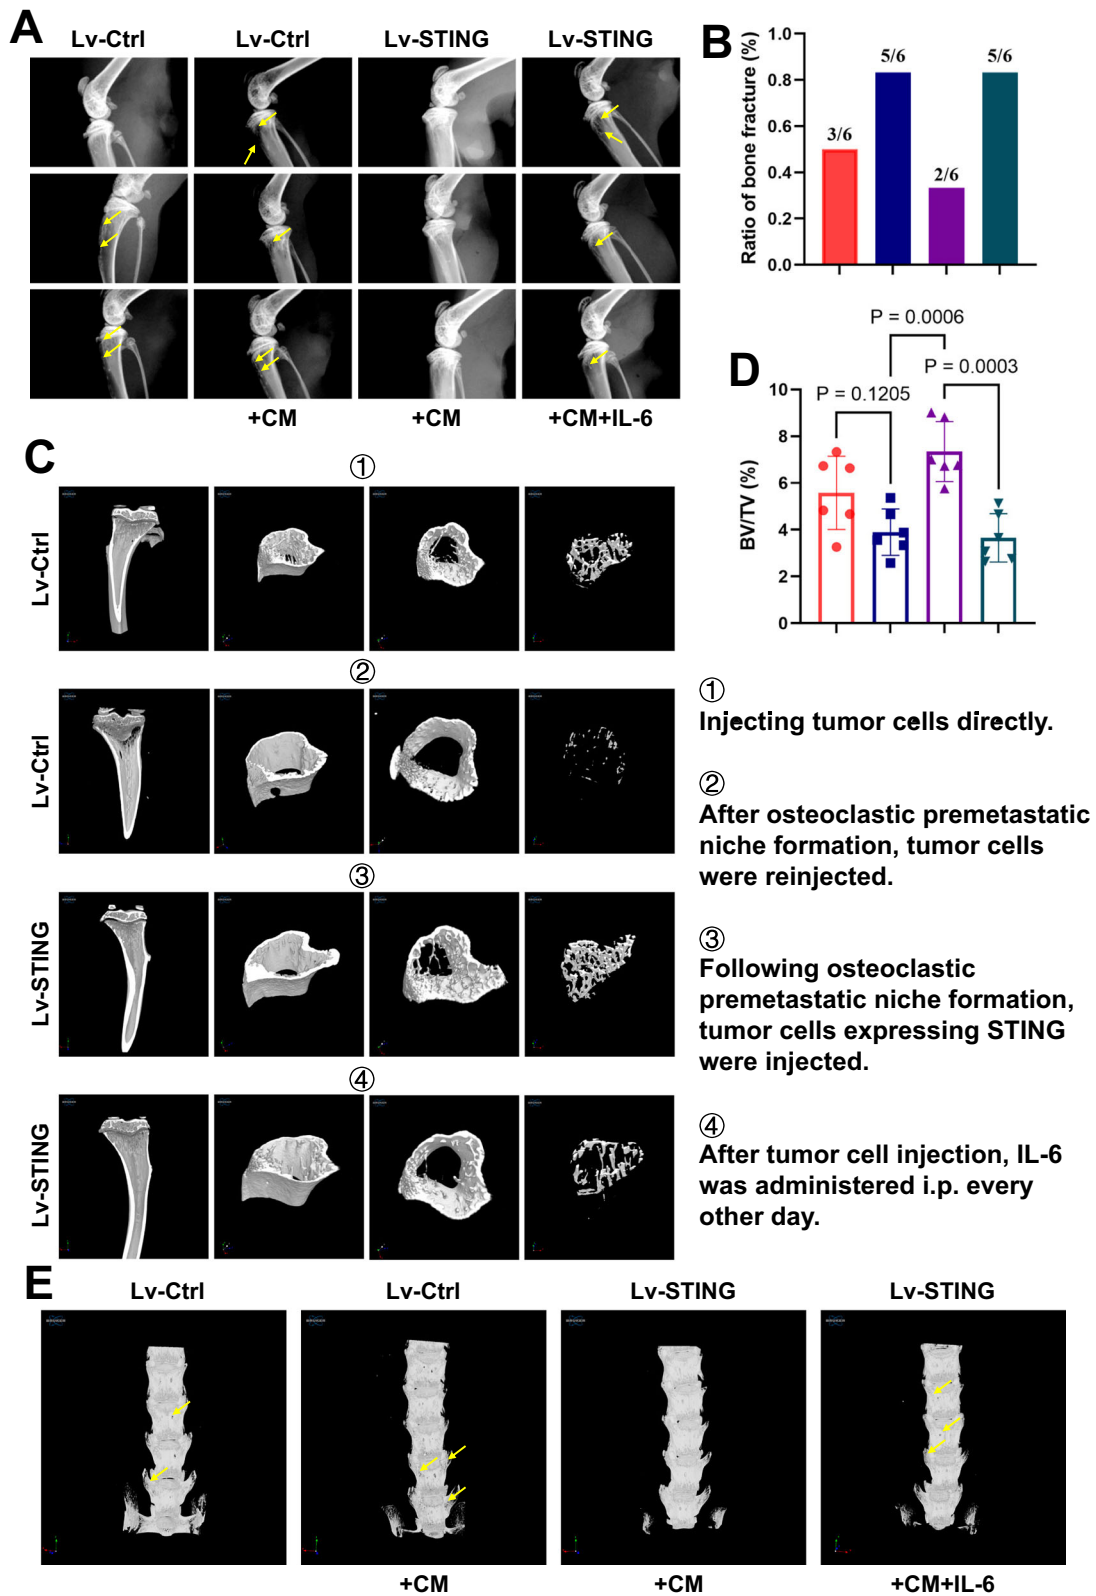 A
Lv-Ctrl
Lv-Ctrl
Lv-STING
Lv-STING
+CM
+CM
+CM+IL-6
B
Ratio of bone fracture (%)
1.0
0.8
0.6
0.4
0.2
0.0
3/6
5/6
2/6
5/6
C
①
Lv-Ctrl
②
Lv-Ctrl
③
Lv-STING
④
Lv-STING
D
BV/TV (%)
10
8
6
4
2
0
P = 0.0006
P = 0.0003
P = 0.1205
①
Injecting tumor cells directly.
②
After osteoclastic premetastatic
niche formation, tumor cells
were reinjected.
③
Following osteoclastic
premetastatic niche formation,
tumor cells expressing STING
were injected.
④
After tumor cell injection, IL-6
was administered i.p. every
other day.
E
Lv-Ctrl
Lv-Ctrl
Lv-STING
Lv-STING
+CM
+CM
+CM+IL-6